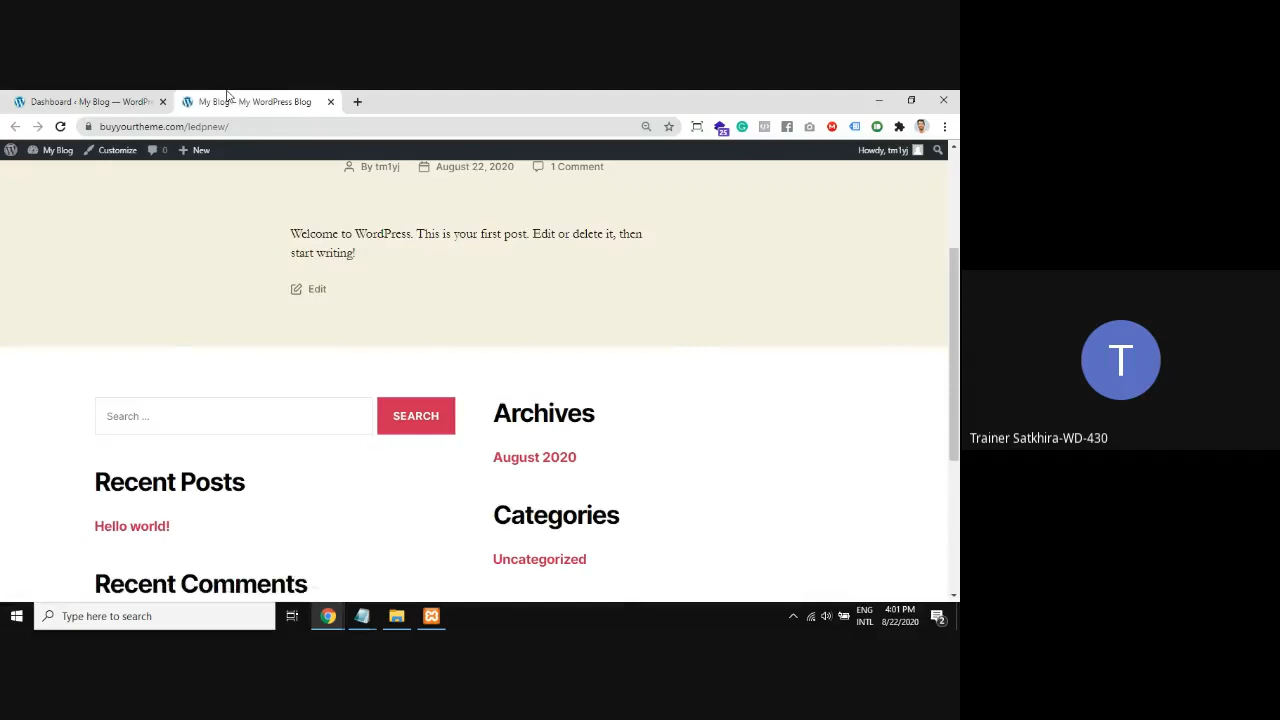 Dashboard ‹ My Blog — WordPr
My Blog – My WordPress Blog
buyyourtheme.com/ledpnew/
25
My Blog
Customize
0
New
Howdy, tm1yj
By tm1yj
August 22, 2020
1 Comment
Welcome to WordPress. This is your first post. Edit or delete it, then
start writing!
Edit
Search …
SEARCH
Archives
August 2020
Recent Posts
Categories
Hello world!
Uncategorized
Recent Comments
T
Trainer Satkhira-WD-430
Type here to search
ENG
INTL
4:01 PM
8/22/2020
2